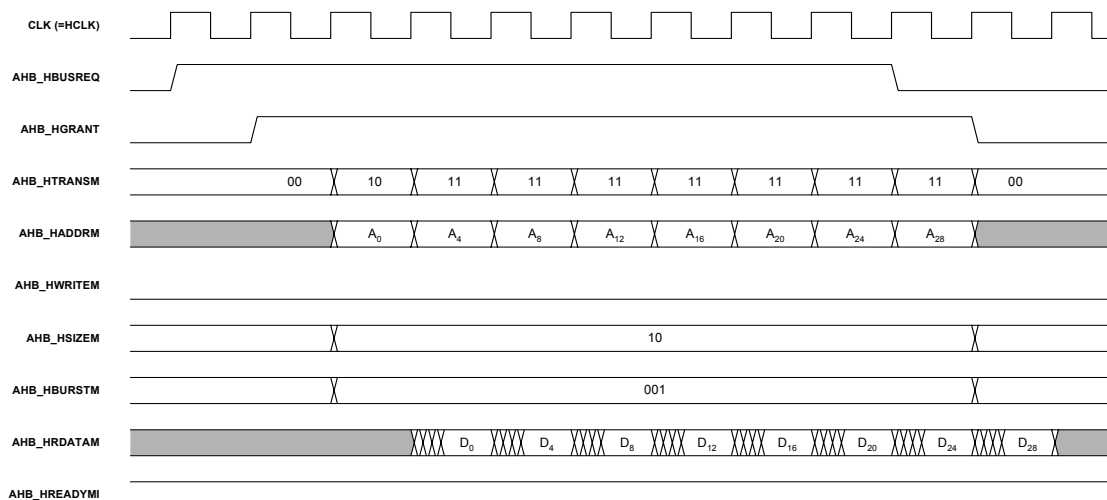 CLK (=HCLK)
AHB_HBUSREQ
AHB_HGRANT
AHB_HTRANSM 00 10 11 11 11 11 11 11 11 00
AHB_HADDRM A₀ A₄ A₈ A₁₂ A₁₆ A₂₀ A₂₄ A₂₈
AHB_HWRITEM
AHB_HSIZEM 10
AHB_HBURSTM 001
AHB_HRDATAM D₀ D₄ D₈ D₁₂ D₁₆ D₂₀ D₂₄ D₂₈
AHB_HREADYMI